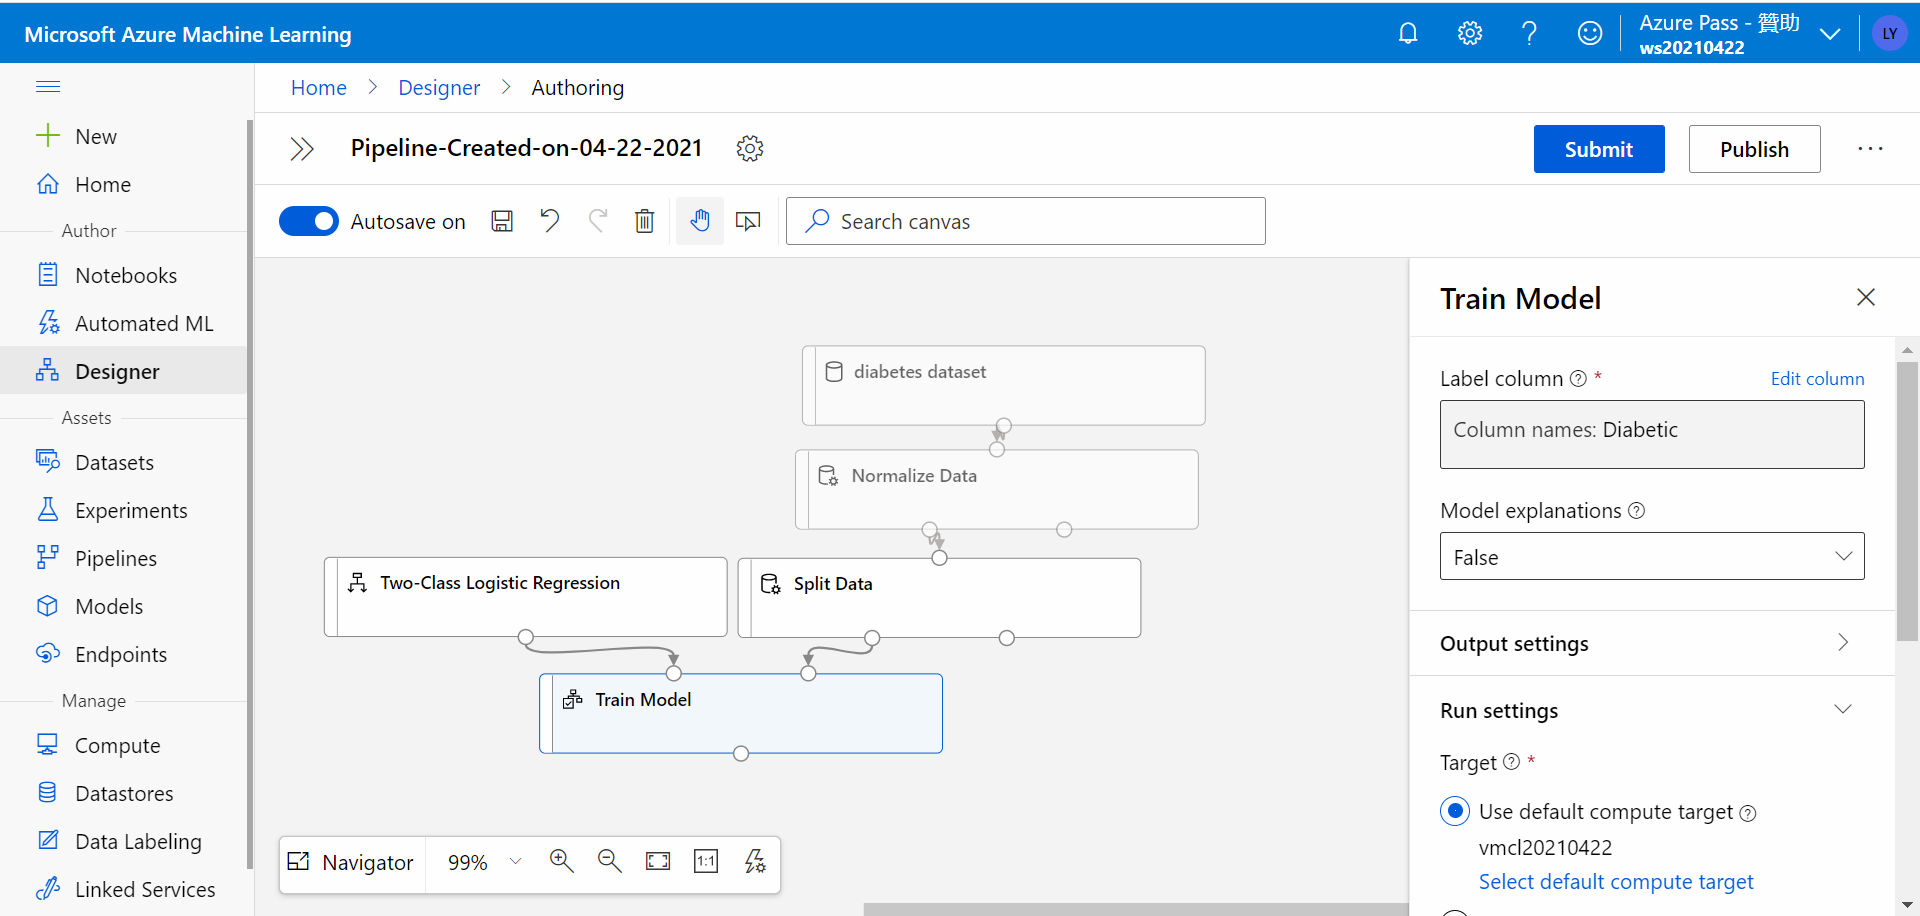 Microsoft Azure Machine Learning
Azure Pass - 贊助
ws20210422
LY
New
Home
Author
Notebooks
Automated ML
Designer
Assets
Datasets
Experiments
Pipelines
Models
Endpoints
Manage
Compute
Datastores
Data Labeling
Linked Services
Home > Designer > Authoring
Pipeline-Created-on-04-22-2021
Submit
Publish
Autosave on
Search canvas
diabetes dataset
Normalize Data
Two-Class Logistic Regression
Split Data
Train Model
Navigator
99%
1:1
Train Model
Label column ? *
Edit column
Column names: Diabetic
Model explanations ?
False
Output settings
Run settings
Target ? *
Use default compute target ?
vmcl20210422
Select default compute target